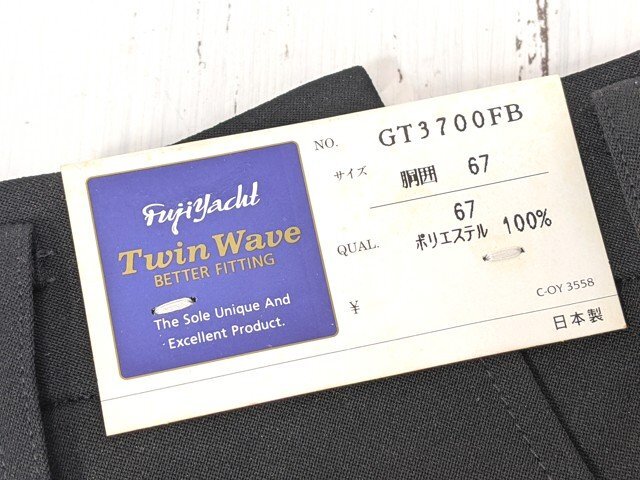 FujiYacht
Twin Wave
BETTER FITTING
The Sole Unique And
Excellent Product.
NO. GT3700FB
サイズ 胴囲 67
67
QUAL. ポリエステル 100%
¥
C-OY 3558
日本製